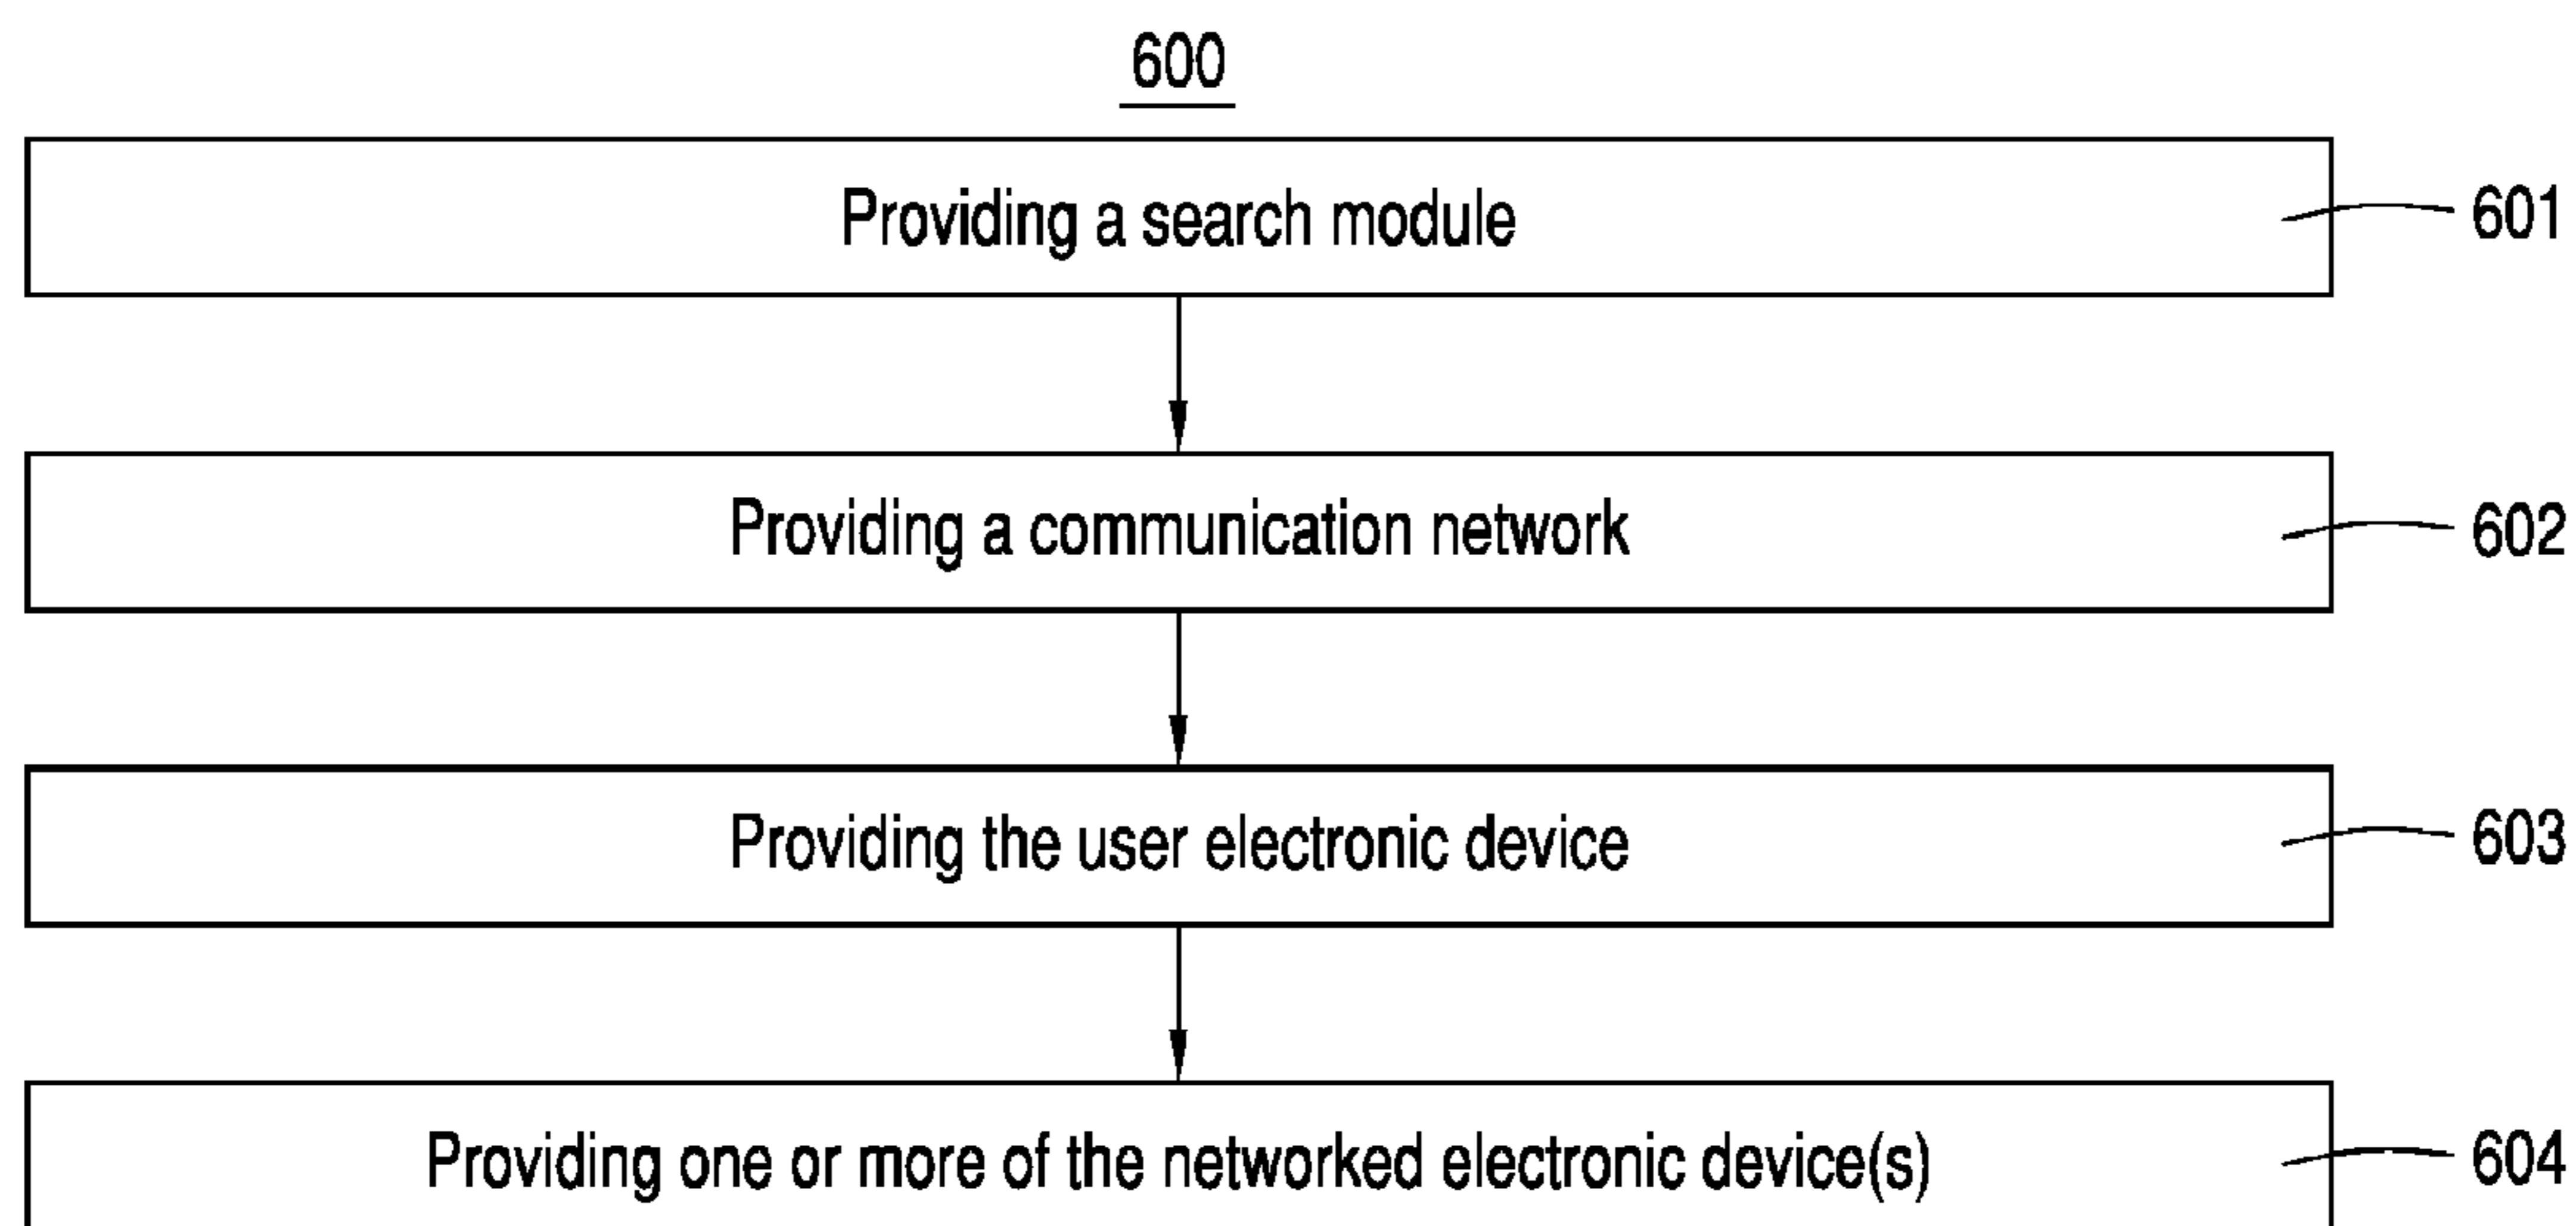 600
Providing a search module 601
Providing a communication network 602
Providing the user electronic device 603
Providing one or more of the networked electronic device(s) 604